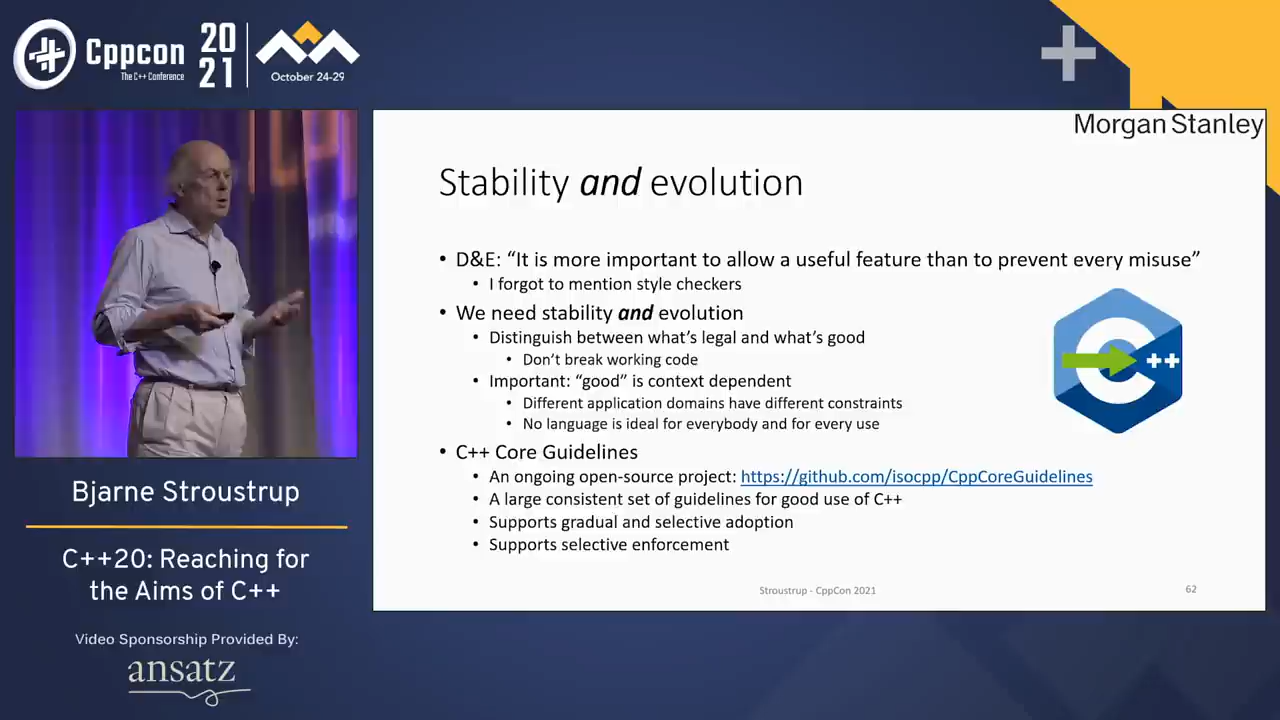 Cppcon
The C++ Conference
20
21
October 24-29
Morgan Stanley
Stability and evolution
• D&E: “It is more important to allow a useful feature than to prevent every misuse”
• I forgot to mention style checkers
• We need stability and evolution
• Distinguish between what’s legal and what’s good
• Don’t break working code
• Important: “good” is context dependent
• Different application domains have different constraints
• No language is ideal for everybody and for every use
• C++ Core Guidelines
• An ongoing open-source project: https://github.com/isocpp/CppCoreGuidelines
• A large consistent set of guidelines for good use of C++
• Supports gradual and selective adoption
• Supports selective enforcement
C++
Stroustrup - CppCon 2021
62
Bjarne Stroustrup
C++20: Reaching for
the Aims of C++
Video Sponsorship Provided By:
ansatz